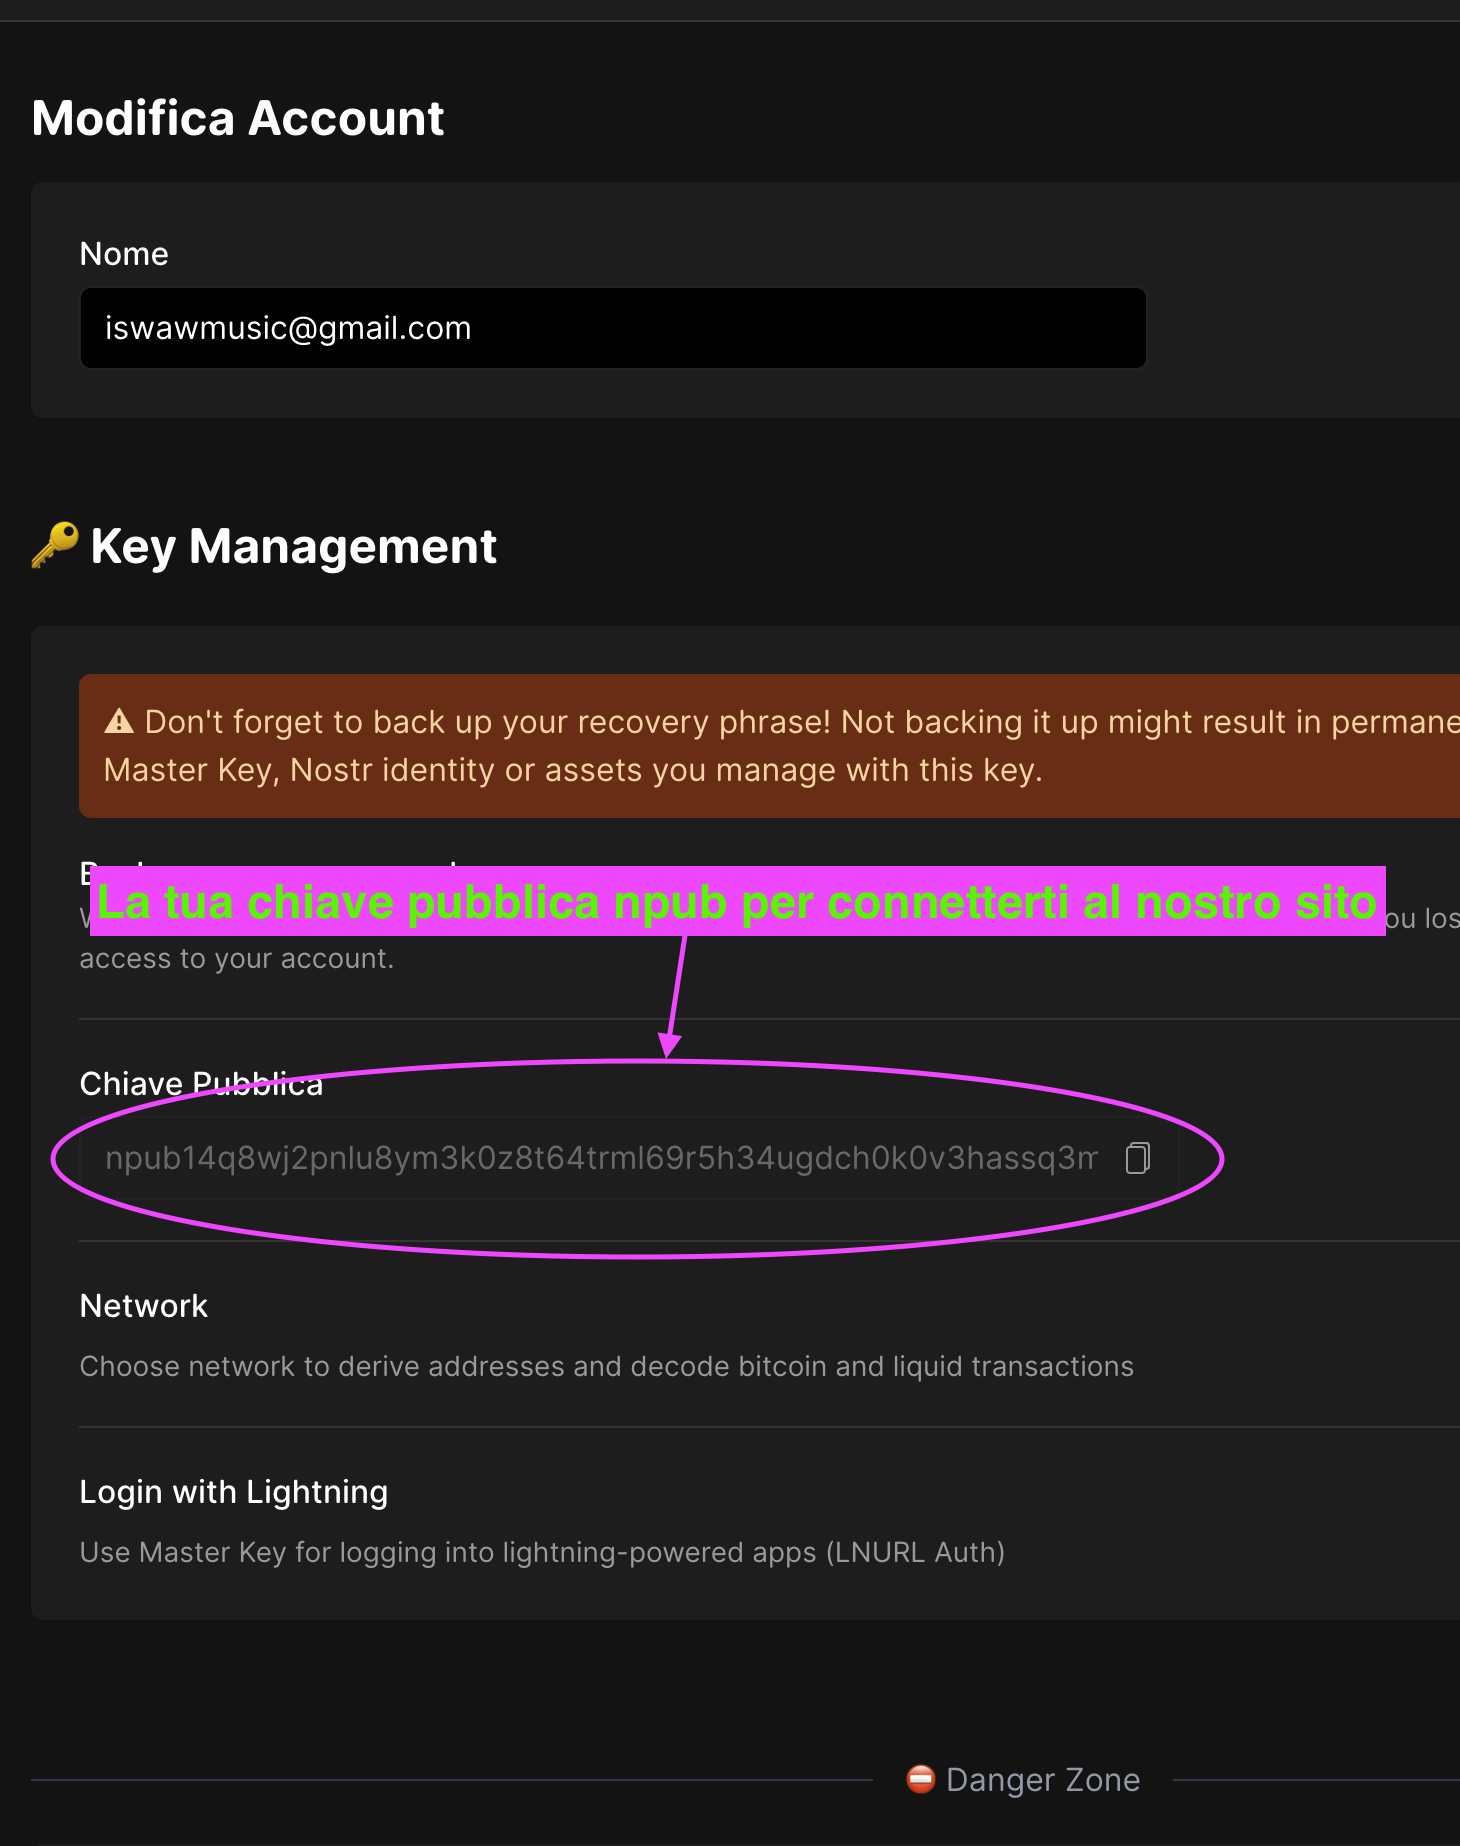 Modifica Account
Nome
iswawmusic@gmail.com
🔑 Key Management
⚠ Don't forget to back up your recovery phrase! Not backing it up might result in permane
Master Key, Nostr identity or assets you manage with this key.
La tua chiave pubblica npub per connetterti al nostro sito
ou los
access to your account.
Chiave Pubblica
npub14q8wj2pnlu8ym3k0z8t64trml69r5h34ugdch0k0v3hassq3m
Network
Choose network to derive addresses and decode bitcoin and liquid transactions
Login with Lightning
Use Master Key for logging into lightning-powered apps (LNURL Auth)
⛔ Danger Zone